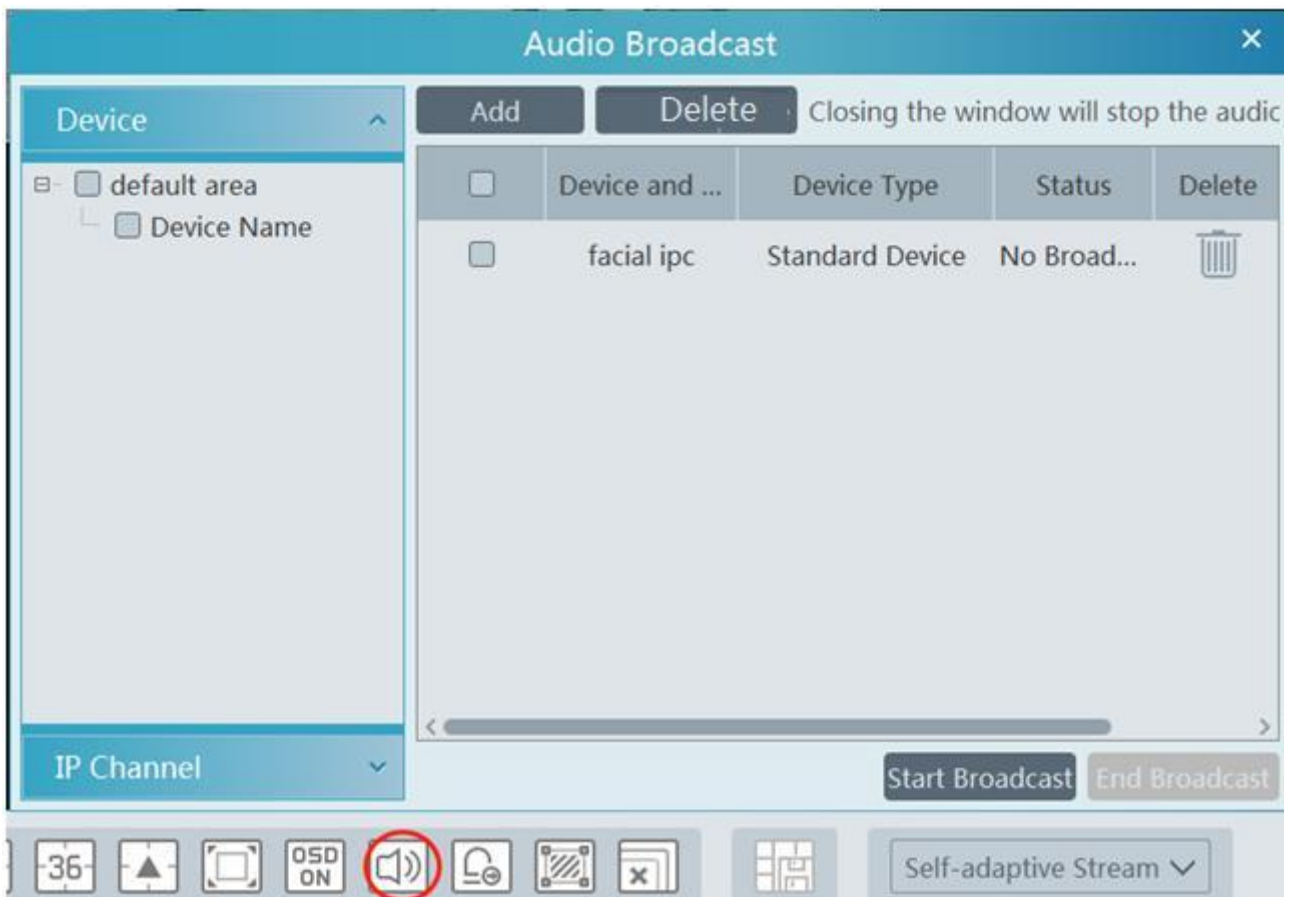 Audio Broadcast
Device
Add
Delete
Closing the window will stop the audic
default area
Device Name
Device and ...
Device Type
Status
Delete
facial ipc
Standard Device
No Broad...
IP Channel
Start Broadcast
End Broadcast
36
OSD
ON
Self-adaptive Stream